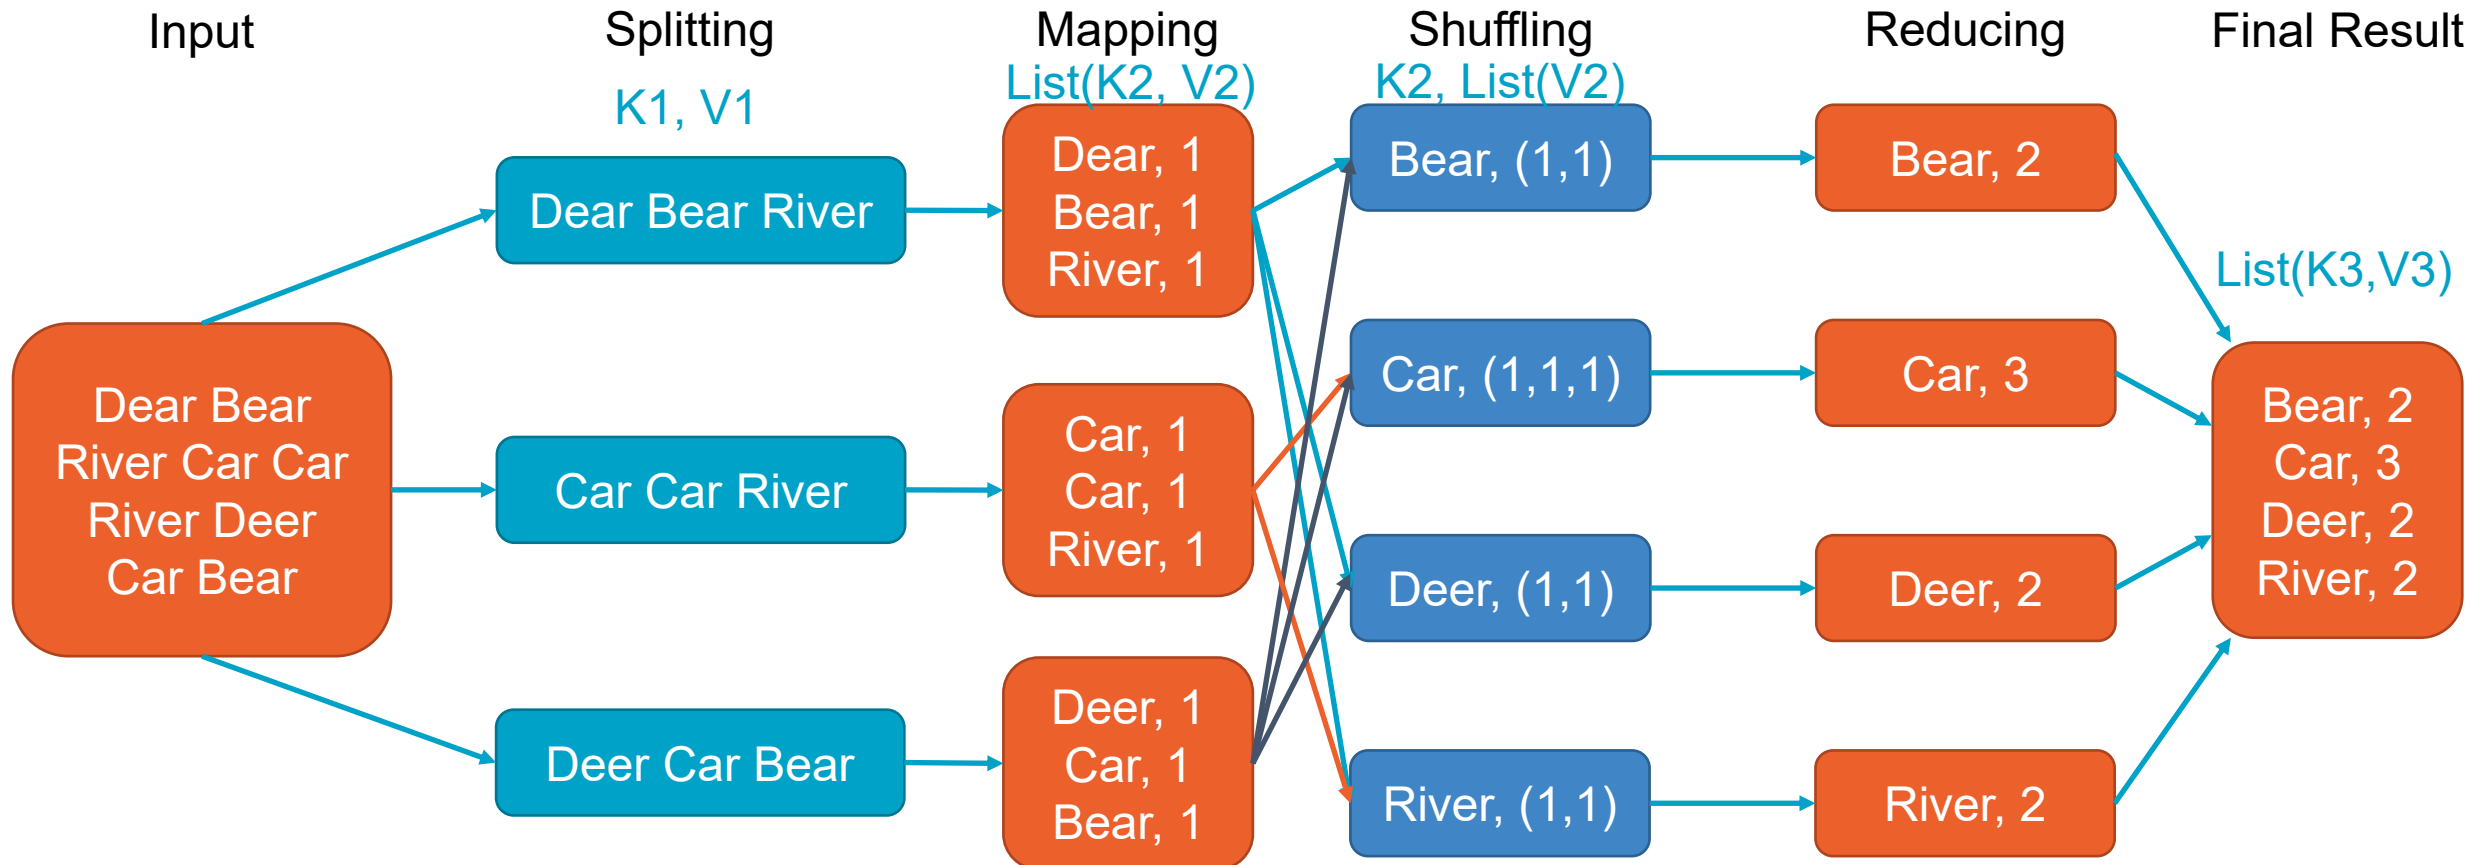 Input
Splitting
Mapping
Shuffling
Reducing
Final Result
K1, V1
List(K2, V2)
K2, List(V2)
List(K3,V3)
Dear Bear
River Car Car
River Deer
Car Bear
Dear Bear River
Car Car River
Deer Car Bear
Dear, 1
Bear, 1
River, 1
Car, 1
Car, 1
River, 1
Deer, 1
Car, 1
Bear, 1
Bear, (1,1)
Car, (1,1,1)
Deer, (1,1)
River, (1,1)
Bear, 2
Car, 3
Deer, 2
River, 2
Bear, 2
Car, 3
Deer, 2
River, 2